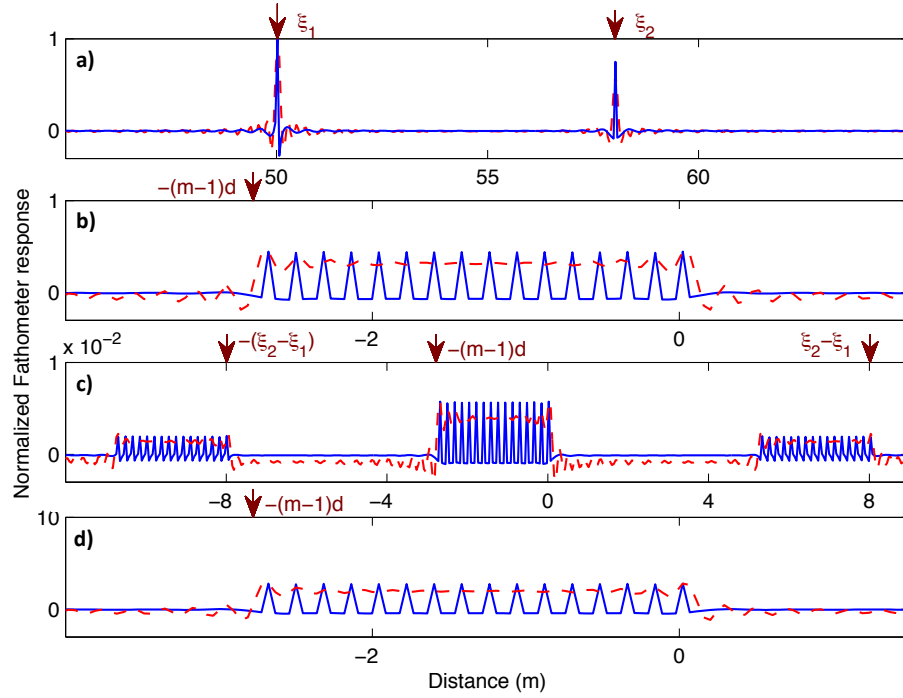 ξ₁ ξ₂
a)
1
0
50 55 60
−(m−1)d
b)
1
0
−2 0
x 10⁻²
−(ξ₂−ξ₁) −(m−1)d ξ₂−ξ₁
c)
1
0
−8 −4 0 4 8
−(m−1)d
d)
10
0
−2 0
Distance (m)
Normalized Fathometer response